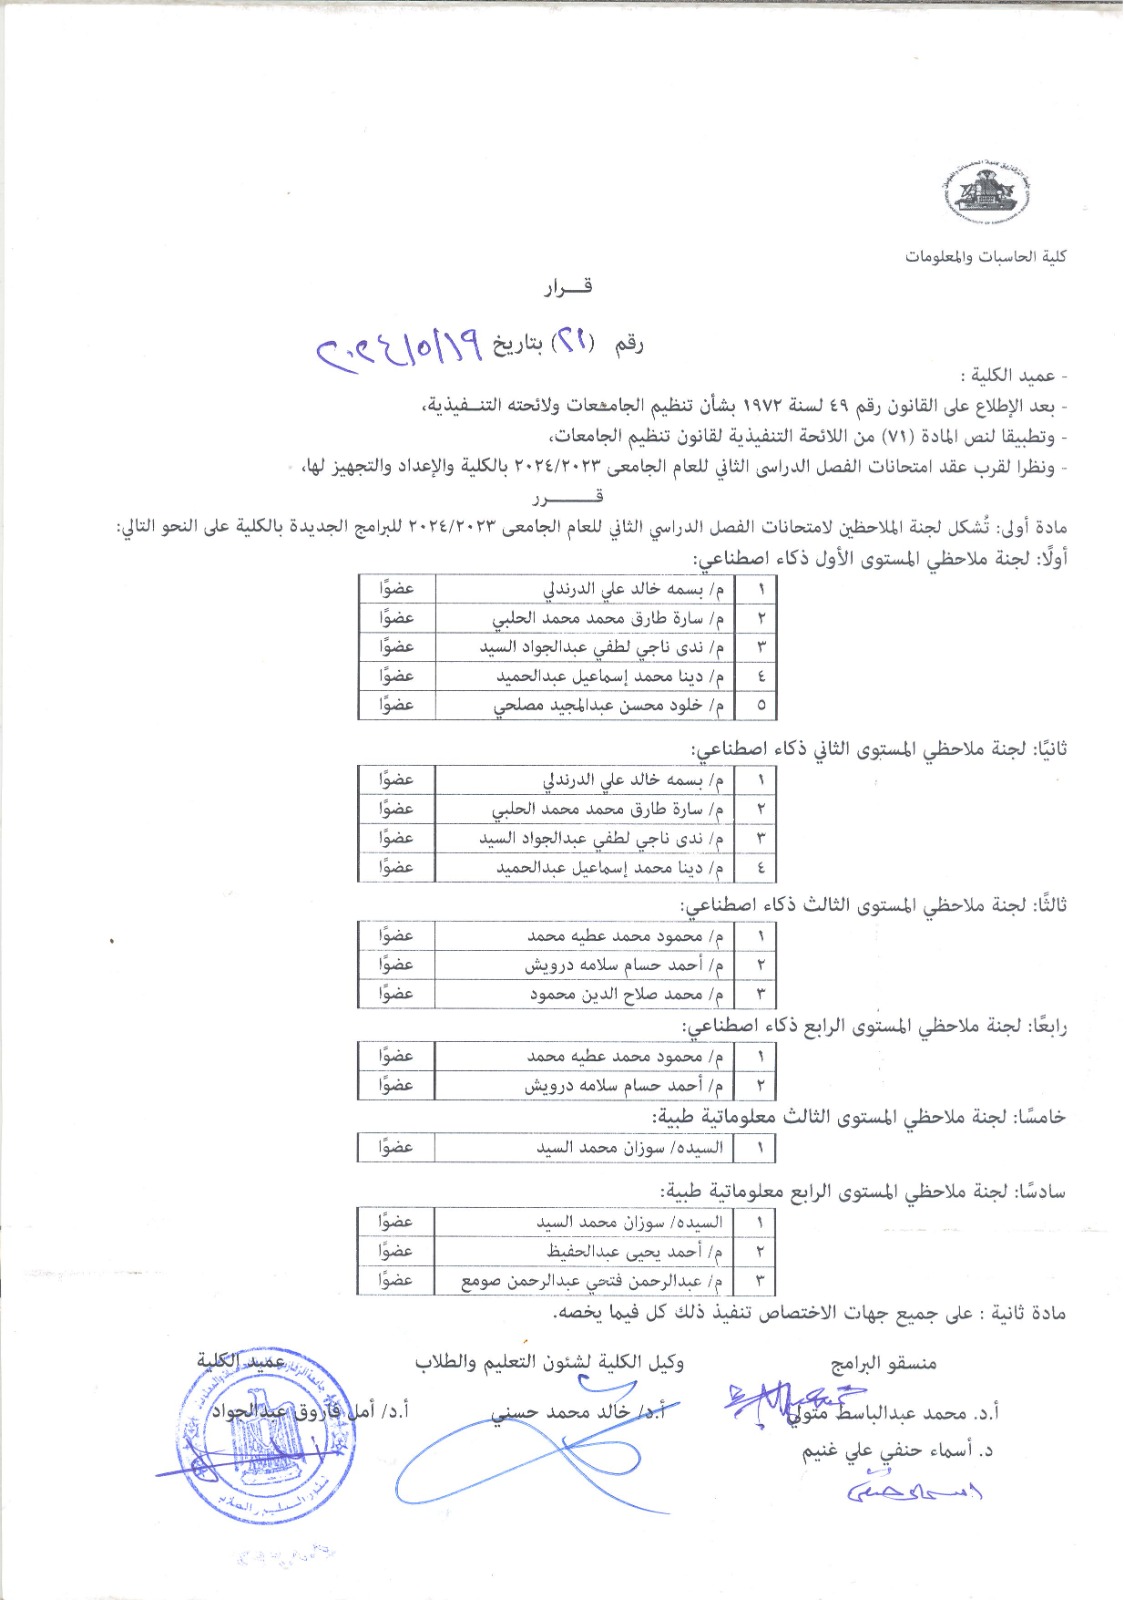 كلية الحاسبات والمعلومات
قـــرار
رقم (٢١) بتاريخ ٢٠٢٤/٥/١٩
- عميد الكلية :
- بعد الإطلاع على القانون رقم ٤٩ لسنة ١٩٧٢ بشأن تنظيم الجامعات ولائحته التنفيذية،
- وتطبيقا لنص المادة (٧١) من اللائحة التنفيذية لقانون تنظيم الجامعات،
- ونظرا لقرب عقد امتحانات الفصل الدراسى الثاني للعام الجامعى ٢٠٢٤/٢٠٢٣ بالكلية والإعداد والتجهيز لها،
قـــــرر
مادة أولى: تُشكل لجنة الملاحظين لامتحانات الفصل الدراسي الثاني للعام الجامعى ٢٠٢٤/٢٠٢٣ للبرامج الجديدة بالكلية على النحو التالي:
أولًا: لجنة ملاحظي المستوى الأول ذكاء اصطناعي:
١ م/ بسمه خالد علي الدرندلي عضوًا
٢ م/ سارة طارق محمد محمد الحلبي عضوًا
٣ م/ ندى ناجي لطفي عبدالجواد السيد عضوًا
٤ م/ دينا محمد إسماعيل عبدالحميد عضوًا
٥ م/ خلود محسن عبدالمجيد مصلحي عضوًا
ثانيًا: لجنة ملاحظي المستوى الثاني ذكاء اصطناعي:
١ م/ بسمه خالد علي الدرندلي عضوًا
٢ م/ سارة طارق محمد محمد الحلبي عضوًا
٣ م/ ندى ناجي لطفي عبدالجواد السيد عضوًا
٤ م/ دينا محمد إسماعيل عبدالحميد عضوًا
ثالثًا: لجنة ملاحظي المستوى الثالث ذكاء اصطناعي:
١ م/ محمود محمد عطيه محمد عضوًا
٢ م/ أحمد حسام سلامه درويش عضوًا
٣ م/ محمد صلاح الدين محمود عضوًا
رابعًا: لجنة ملاحظي المستوى الرابع ذكاء اصطناعي:
١ م/ محمود محمد عطيه محمد عضوًا
٢ م/ أحمد حسام سلامه درويش عضوًا
خامسًا: لجنة ملاحظي المستوى الثالث معلوماتية طبية:
١ السيده/ سوزان محمد السيد عضوًا
سادسًا: لجنة ملاحظي المستوى الرابع معلوماتية طبية:
١ السيده/ سوزان محمد السيد عضوًا
٢ م/ أحمد يحيى عبدالحفيظ عضوًا
٣ م/ عبدالرحمن فتحي عبدالرحمن صومع عضوًا
مادة ثانية : على جميع جهات الاختصاص تنفيذ ذلك كل فيما يخصه.
منسقو البرامج وكيل الكلية لشئون التعليم والطلاب عميد الكلية
أ.د. محمد عبدالباسط متولي أ.د/ خالد محمد حسني أ.د/ أمل فاروق عبدالجواد
د. أسماء حنفي علي غنيم